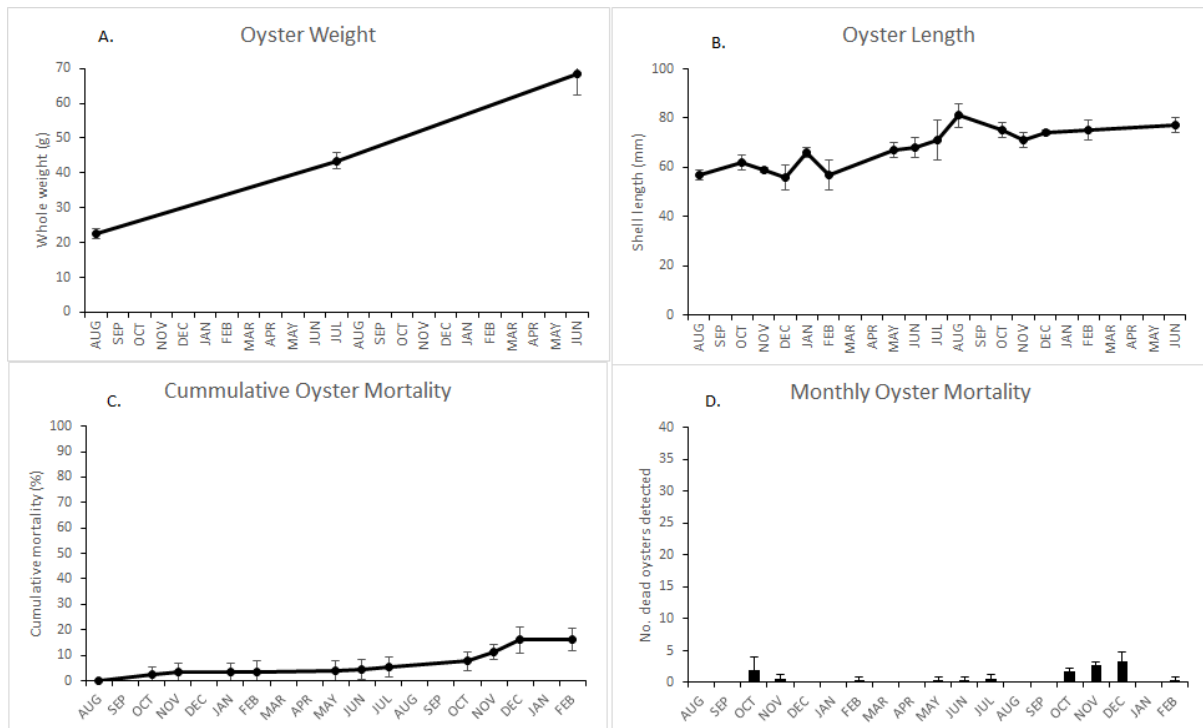 A.
Oyster Weight
Whole weight (g)
70
60
50
40
30
20
10
0
AUG SEP OCT NOV DEC JAN FEB MAR APR MAY JUN JUL AUG SEP OCT NOV DEC JAN FEB MAR APR MAY JUN
B.
Oyster Length
Shell length (mm)
100
80
60
40
20
0
AUG SEP OCT NOV DEC JAN FEB MAR APR MAY JUN JUL AUG SEP OCT NOV DEC JAN FEB MAR APR MAY JUN
C.
Cummulative Oyster Mortality
Cumulative mortality (%)
100
90
80
70
60
50
40
30
20
10
0
AUG SEP OCT NOV DEC JAN FEB MAR APR MAY JUN JUL AUG SEP OCT NOV DEC JAN FEB
D.
Monthly Oyster Mortality
No. dead oysters detected
40
35
30
25
20
15
10
5
0
AUG SEP OCT NOV DEC JAN FEB MAR APR MAY JUN JUL AUG SEP OCT NOV DEC JAN FEB